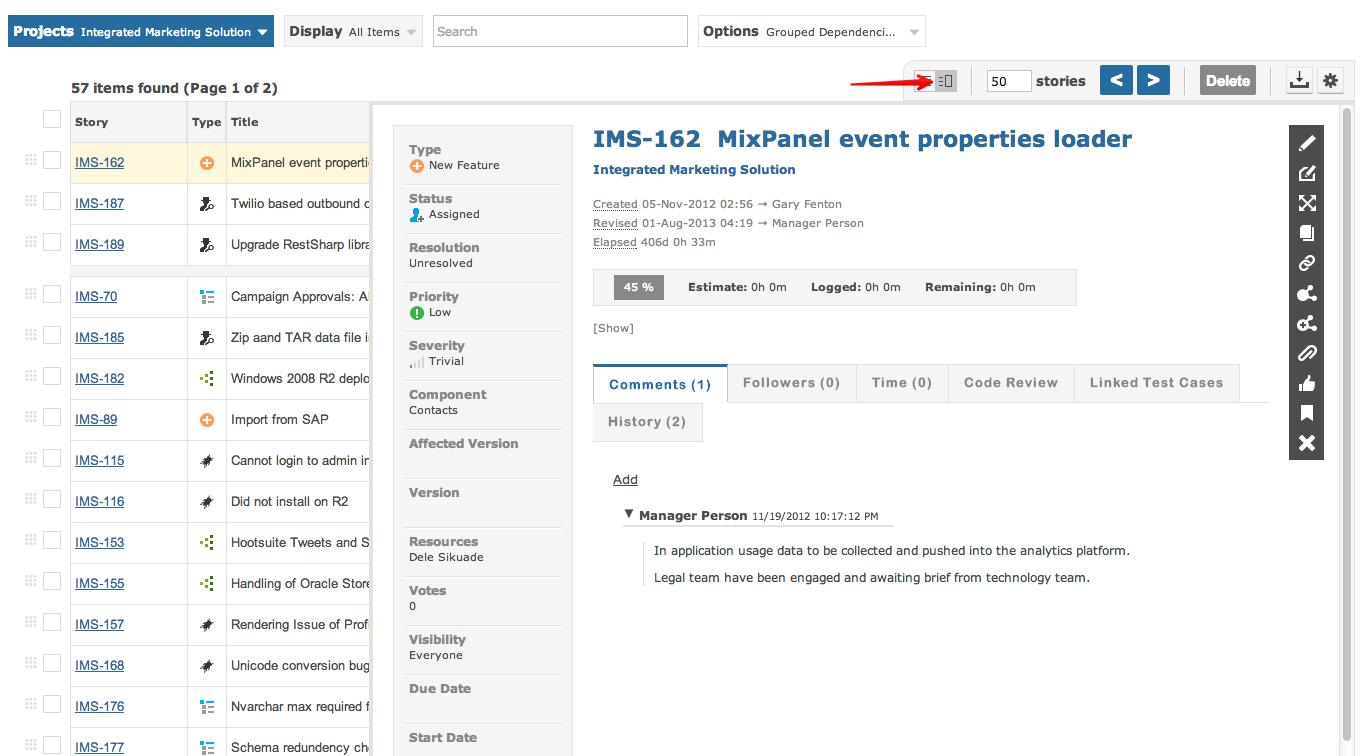 Projects Integrated Marketing Solution
Display All Items
Search
Options Grouped Dependenci...
57 items found (Page 1 of 2)
50 stories < > Delete
Story Type Title
IMS-162 MixPanel event properti
IMS-187 Twilio based outbound c
IMS-189 Upgrade RestSharp libra
IMS-70 Campaign Approvals: A
IMS-185 Zip aand TAR data file i
IMS-182 Windows 2008 R2 deplo
IMS-89 Import from SAP
IMS-115 Cannot login to admin in
IMS-116 Did not install on R2
IMS-153 Hootsuite Tweets and S
IMS-155 Handling of Oracle Store
IMS-157 Rendering Issue of Profi
IMS-168 Unicode conversion bug
IMS-176 Nvarchar max required f
IMS-177 Schema redundency che
Type
New Feature
Status
Assigned
Resolution
Unresolved
Priority
Low
Severity
Trivial
Component
Contacts
Affected Version
Version
Resources
Dele Sikuade
Votes
0
Visibility
Everyone
Due Date
Start Date
IMS-162 MixPanel event properties loader
Integrated Marketing Solution
Created 05-Nov-2012 02:56 → Gary Fenton
Revised 01-Aug-2013 04:19 → Manager Person
Elapsed 406d 0h 33m
45 % Estimate: 0h 0m Logged: 0h 0m Remaining: 0h 0m
[Show]
Comments (1) Followers (0) Time (0) Code Review Linked Test Cases
History (2)
Add
Manager Person 11/19/2012 10:17:12 PM
In application usage data to be collected and pushed into the analytics platform.
Legal team have been engaged and awaiting brief from technology team.